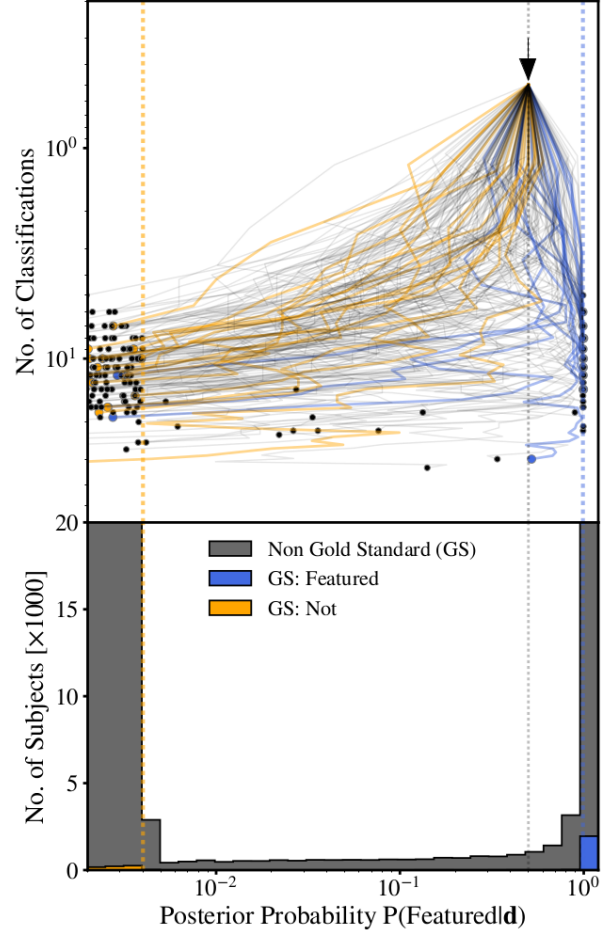 No. of Classifications
10⁰
10¹
No. of Subjects [×1000]
20
15
10
5
0
Non Gold Standard (GS)
GS: Featured
GS: Not
10⁻² 10⁻¹ 10⁰
Posterior Probability P(Featured|d)